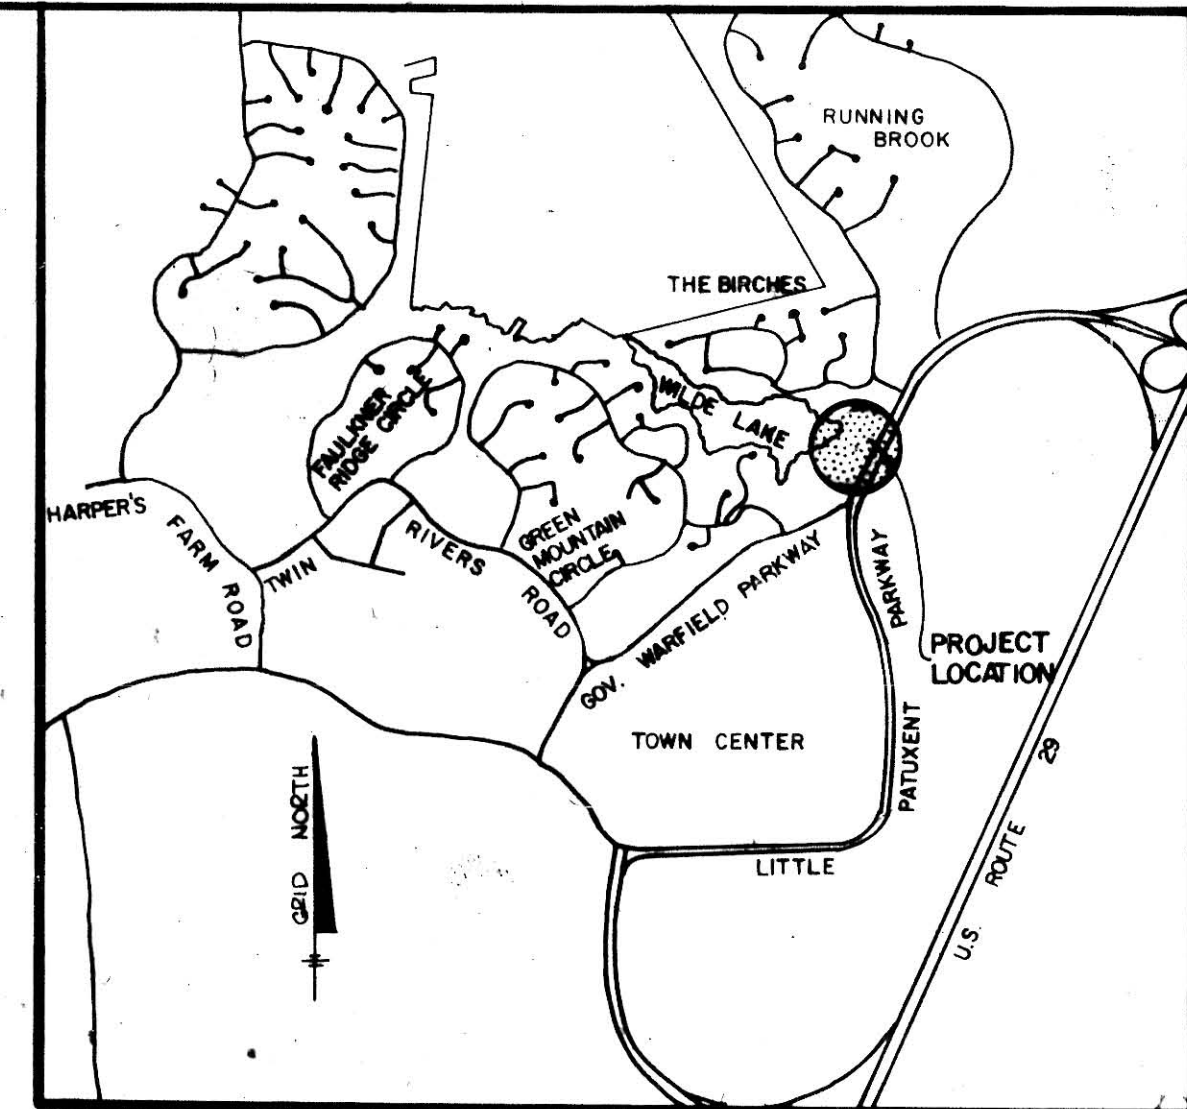 RUNNING
BROOK
THE BIRCHES
WILDE LAKE
FAULKNER
RIDGE CIRCLE
HARPER'S
FARM ROAD
TWIN
RIVERS
ROAD
GREEN
MOUNTAIN
CIRCLE
GOV. WARFIELD PARKWAY
PARKWAY
PROJECT
LOCATION
TOWN CENTER
PATUXENT
LITTLE
U.S. ROUTE 29
GRID NORTH